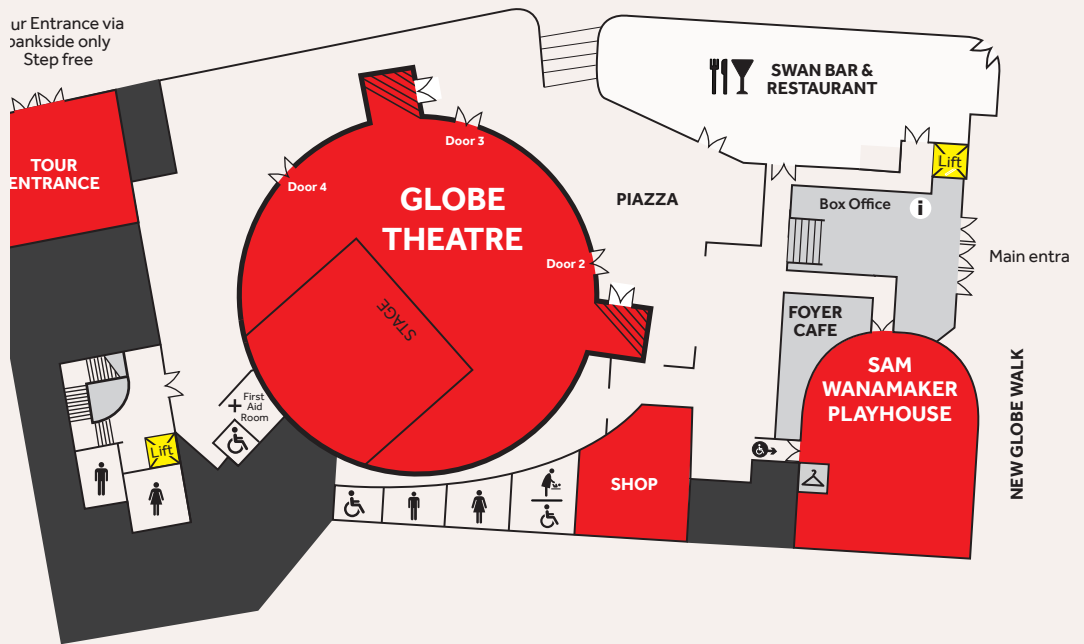 ur Entrance via
bankside only
Step free
SWAN BAR &
RESTAURANT
TOUR
ENTRANCE
Door 3
Door 4
GLOBE
THEATRE
PIAZZA
Lift
Box Office
i
Door 2
Main entra
STAGE
FOYER
CAFE
SAM
WANAMAKER
PLAYHOUSE
First
Aid
Room
Lift
SHOP
NEW GLOBE WALK